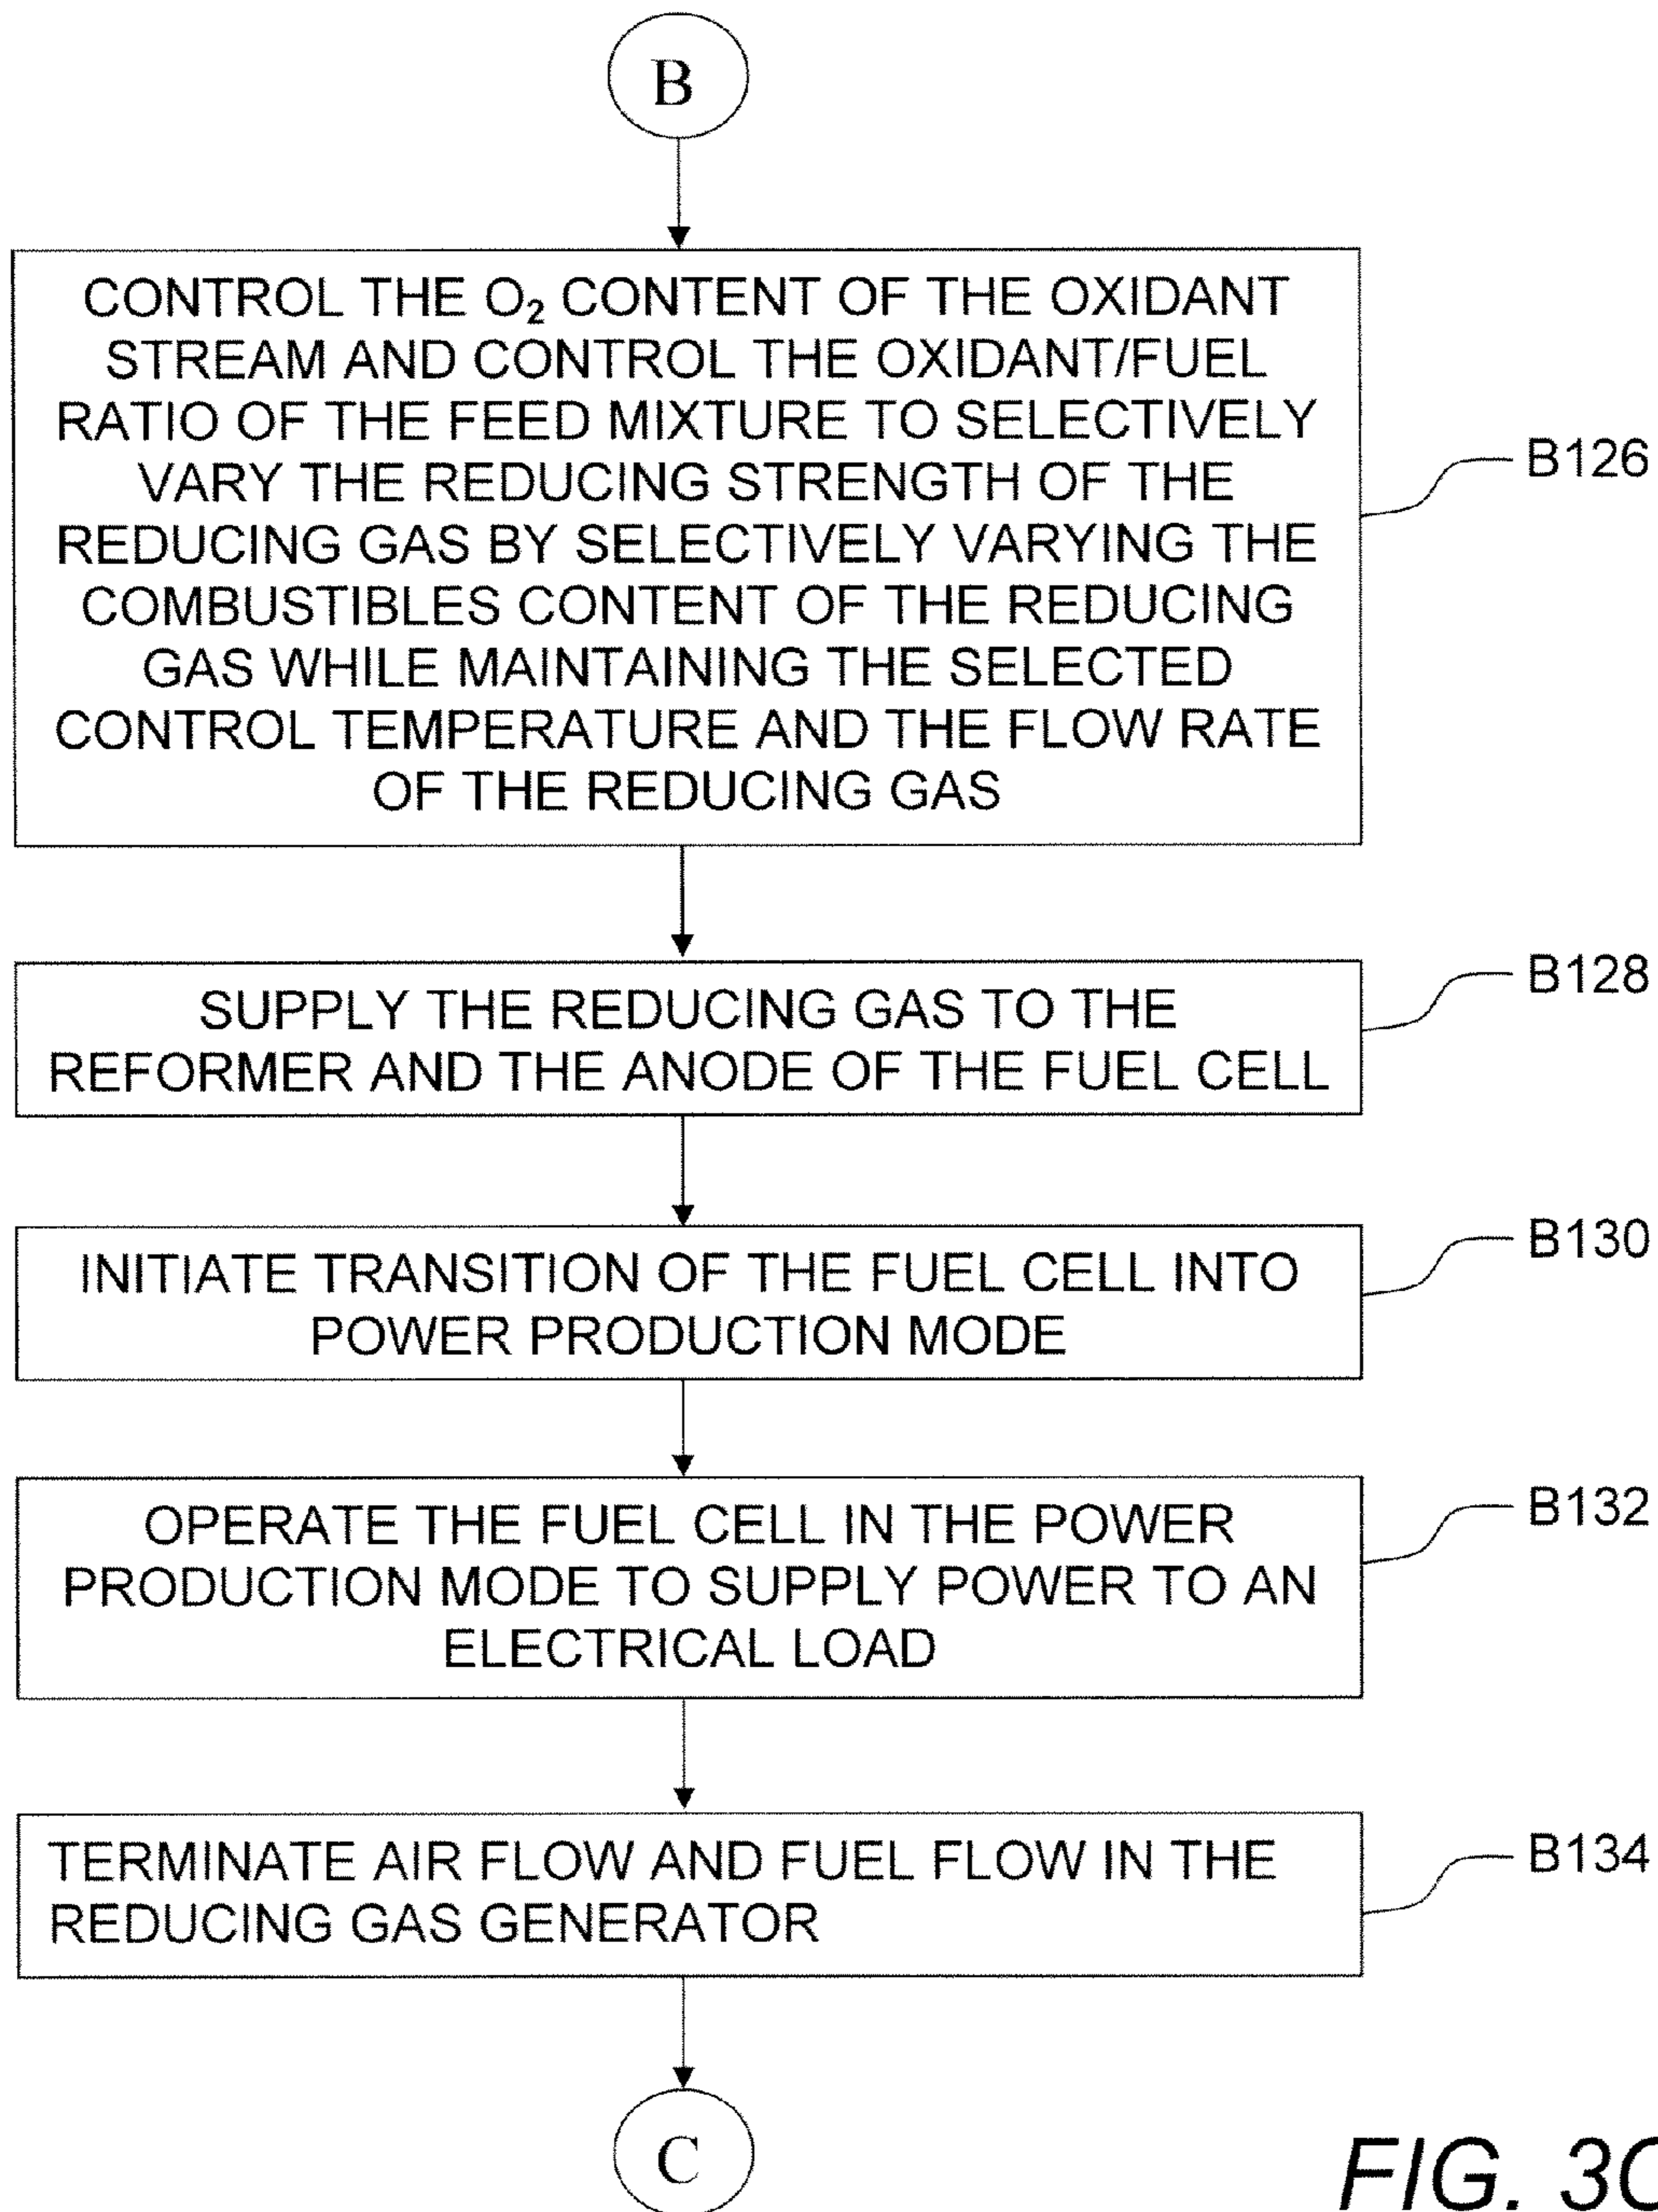 B
CONTROL THE O₂ CONTENT OF THE OXIDANT
STREAM AND CONTROL THE OXIDANT/FUEL
RATIO OF THE FEED MIXTURE TO SELECTIVELY
VARY THE REDUCING STRENGTH OF THE
REDUCING GAS BY SELECTIVELY VARYING THE
COMBUSTIBLES CONTENT OF THE REDUCING
GAS WHILE MAINTAINING THE SELECTED
CONTROL TEMPERATURE AND THE FLOW RATE
OF THE REDUCING GAS
B126
SUPPLY THE REDUCING GAS TO THE
REFORMER AND THE ANODE OF THE FUEL CELL
B128
INITIATE TRANSITION OF THE FUEL CELL INTO
POWER PRODUCTION MODE
B130
OPERATE THE FUEL CELL IN THE POWER
PRODUCTION MODE TO SUPPLY POWER TO AN
ELECTRICAL LOAD
B132
TERMINATE AIR FLOW AND FUEL FLOW IN THE
REDUCING GAS GENERATOR
B134
C
FIG. 3C